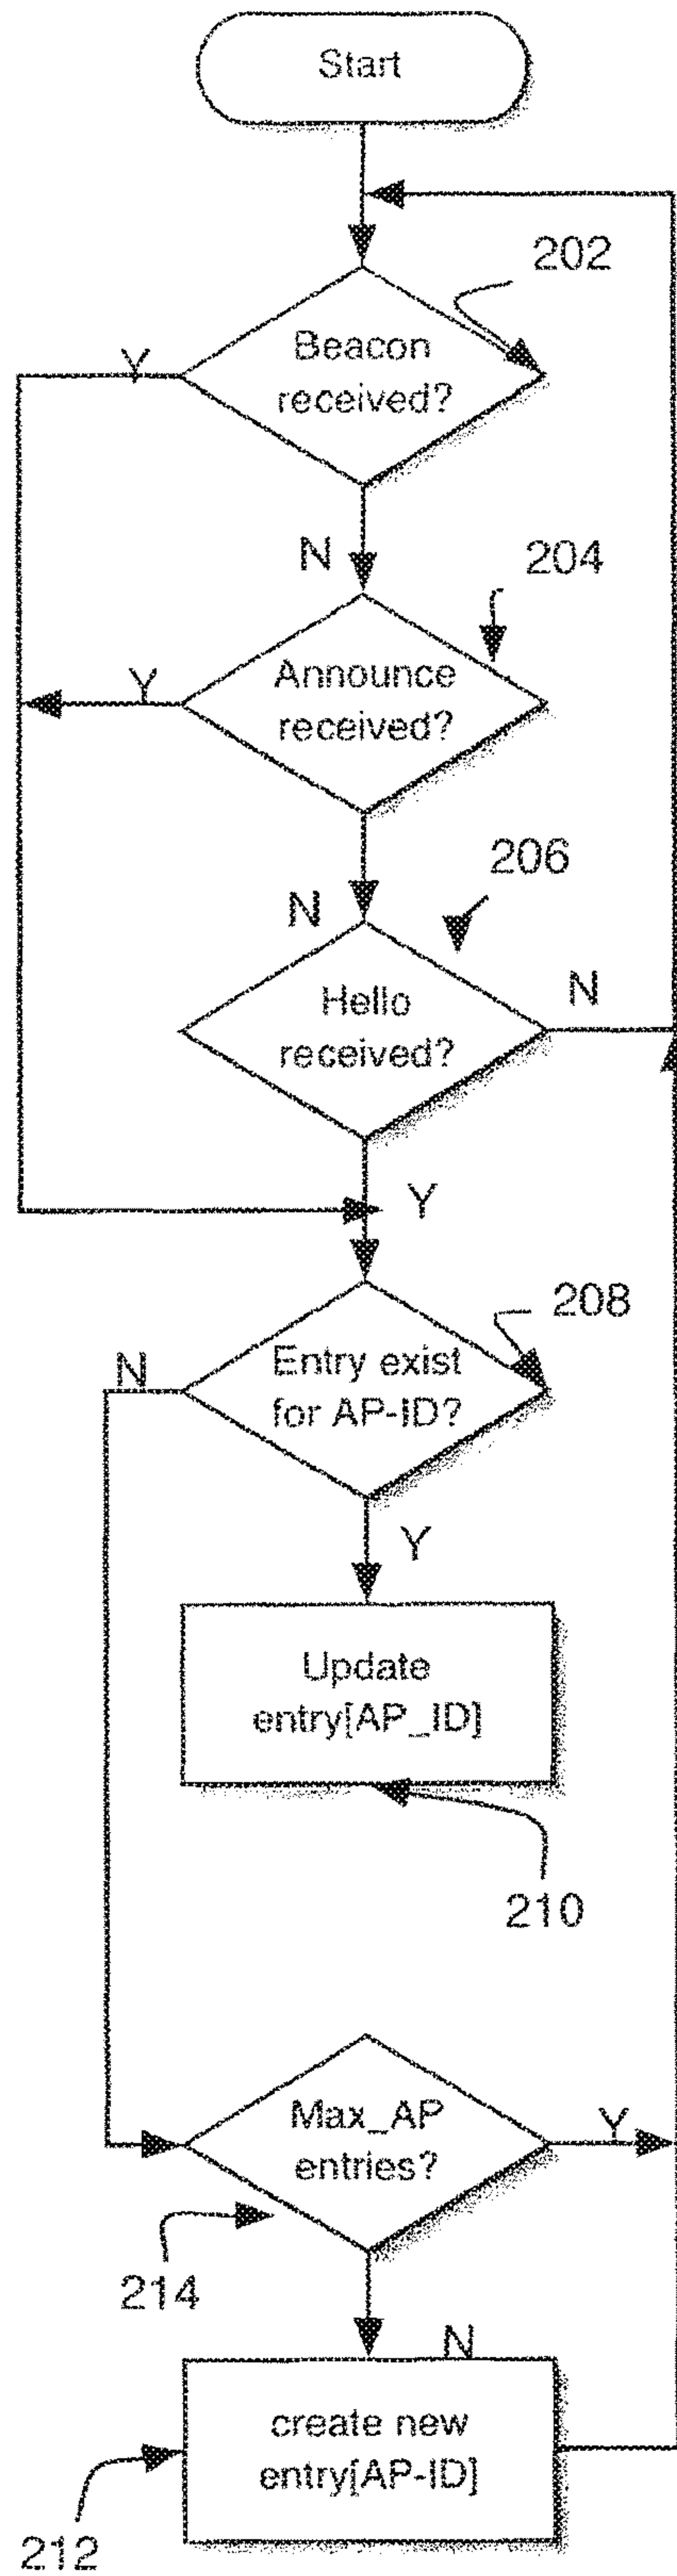 Start
202
Beacon
received?
Y
N
204
Announce
received?
Y
206
N
Hello
received?
N
Y
208
Entry exist
for AP-ID?
N
Y
Update
entry[AP_ID]
210
Max_AP
entries?
Y
214
N
create new
entry[AP-ID]
212